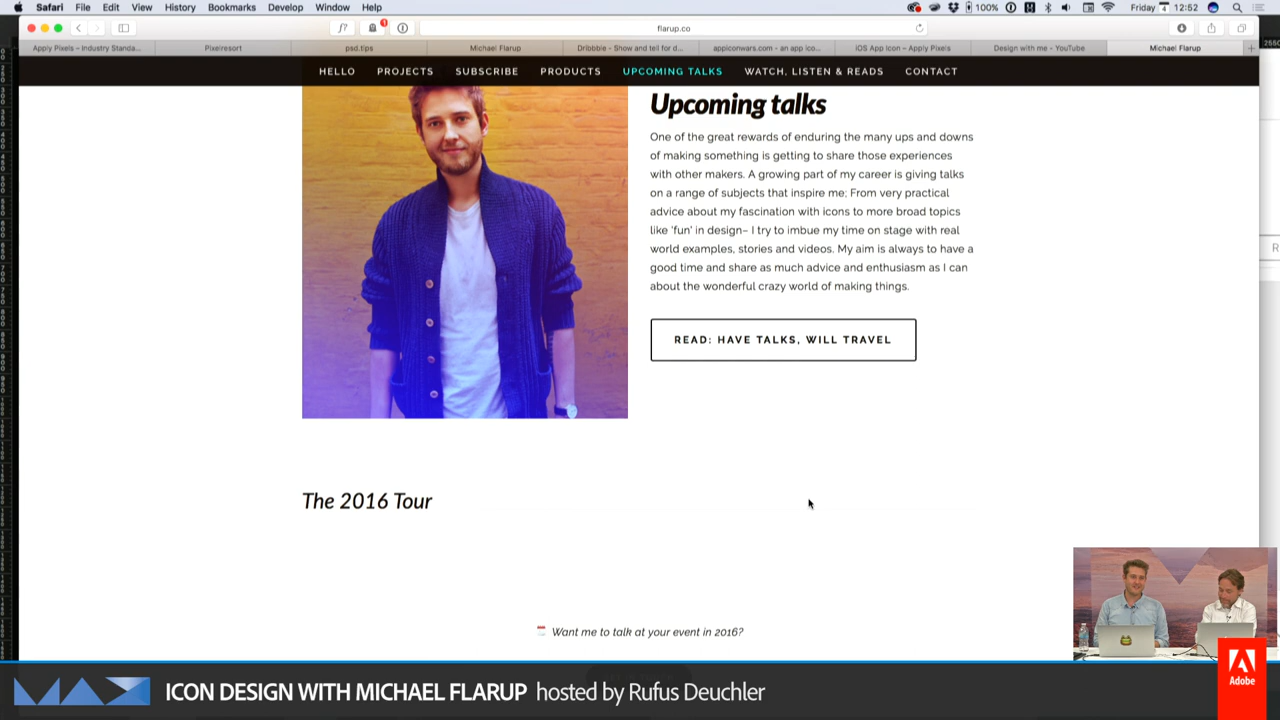 Safari File Edit View History Bookmarks Develop Window Help 100% Friday 4 12:52
flarup.co
Apply Pixels – Industry Standa... Pixelresort psd.tips Michael Flarup Dribbble - Show and tell for d... appiconwars.com - an app ico... iOS App Icon – Apply Pixels Design with me - YouTube Michael Flarup
HELLO PROJECTS SUBSCRIBE PRODUCTS UPCOMING TALKS WATCH, LISTEN & READS CONTACT
Upcoming talks
One of the great rewards of enduring the many ups and downs
of making something is getting to share those experiences
with other makers. A growing part of my career is giving talks
on a range of subjects that inspire me; From very practical
advice about my fascination with icons to more broad topics
like 'fun' in design– I try to imbue my time on stage with real
world examples, stories and videos. My aim is always to have a
good time and share as much advice and enthusiasm as I can
about the wonderful crazy world of making things.
READ: HAVE TALKS, WILL TRAVEL
The 2016 Tour
Want me to talk at your event in 2016?
MAX ICON DESIGN WITH MICHAEL FLARUP hosted by Rufus Deuchler
Adobe